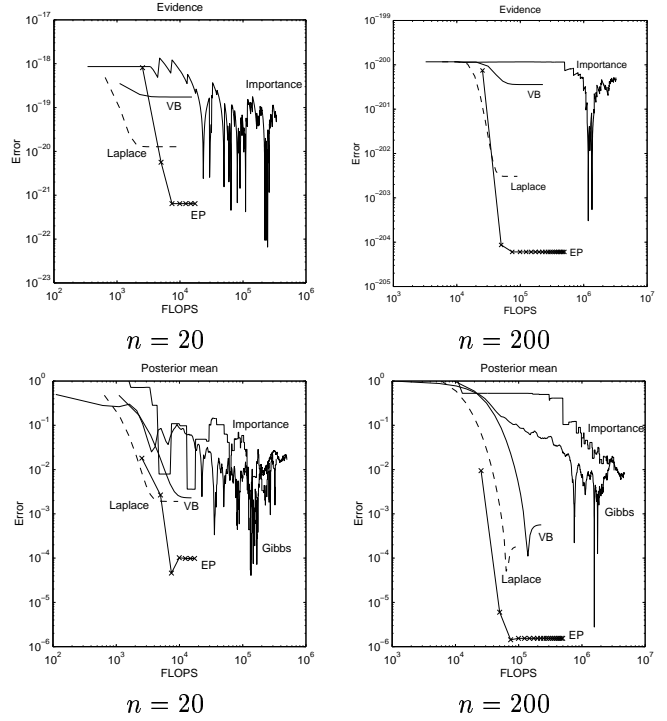 Evidence
10^-17
10^-18
10^-19
10^-20
10^-21
10^-22
10^-23
Error
Importance
VB
Laplace
EP
10^2 10^3 10^4 10^5 10^6
FLOPS
n = 20
Evidence
10^-199
10^-200
10^-201
10^-202
10^-203
10^-204
10^-205
Error
Importance
VB
Laplace
EP
10^3 10^4 10^5 10^6 10^7
FLOPS
n = 200
Posterior mean
10^0
10^-1
10^-2
10^-3
10^-4
10^-5
10^-6
Error
Importance
Laplace
VB
Gibbs
EP
10^2 10^3 10^4 10^5 10^6
FLOPS
n = 20
Posterior mean
10^0
10^-1
10^-2
10^-3
10^-4
10^-5
10^-6
Error
Importance
Gibbs
VB
Laplace
EP
10^3 10^4 10^5 10^6 10^7
FLOPS
n = 200